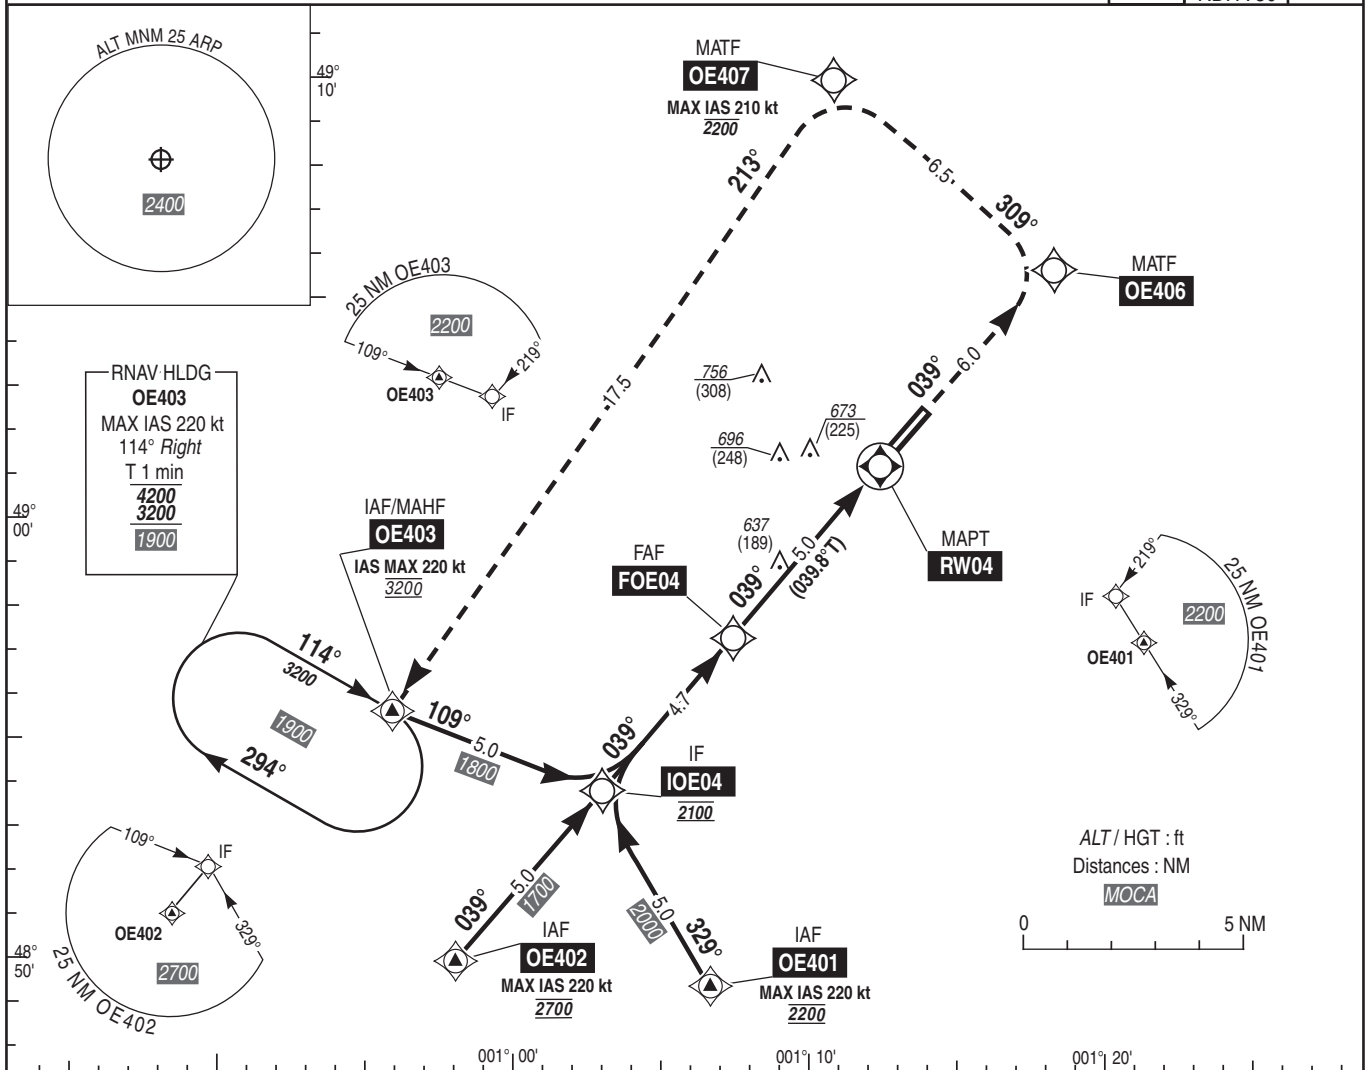 ALT MNM 25 ARP
2400
49°
10'
MATF
OE407
MAX IAS 210 kt
2200
213°
6.5
309°
MATF
OE406
25 NM OE403
2200
109°
219°
OE403
IF
17.5
756
(308)
039°
6.0
673
(225)
696
(248)
RNAV HLDG
OE403
MAX IAS 220 kt
114° Right
T 1 min
4200
3200
1900
49°
00'
IAF/MAHF
OE403
IAS MAX 220 kt
3200
637
(189)
5.0
(039.8°T)
039°
FAF
FOE04
MAPT
RW04
219°
IF
25 NM OE401
2200
OE401
329°
114°
3200
1900
294°
109°
5.0
1800
039°
4.7
IF
IOE04
2100
109°
IF
OE402
329°
2700
25 NM OE402
48°
50'
039°
5.0
1700
IAF
OE402
MAX IAS 220 kt
2700
5.0
2000
329°
IAF
OE401
MAX IAS 220 kt
2200
ALT / HGT : ft
Distances : NM
MOCA
0 5 NM
001° 00'
001° 10'
001° 20'